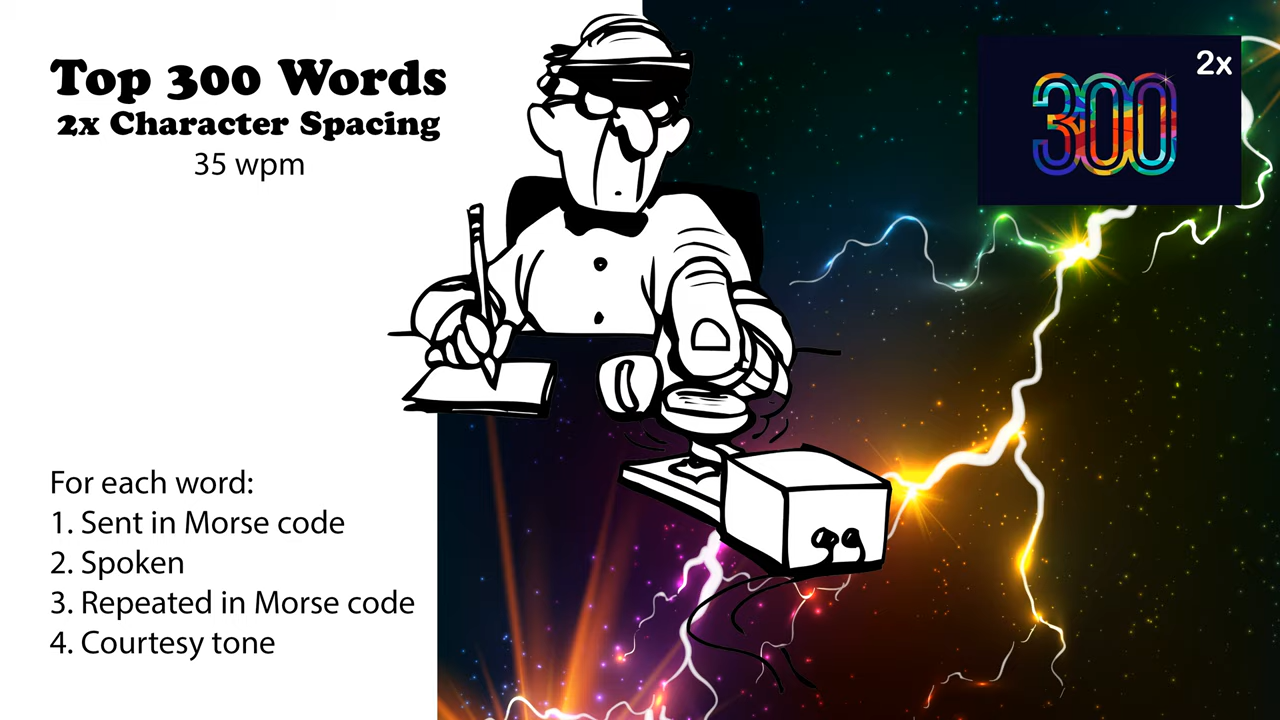 Top 300 Words
2x Character Spacing
35 wpm
2x
300
For each word:
1. Sent in Morse code
2. Spoken
3. Repeated in Morse code
4. Courtesy tone